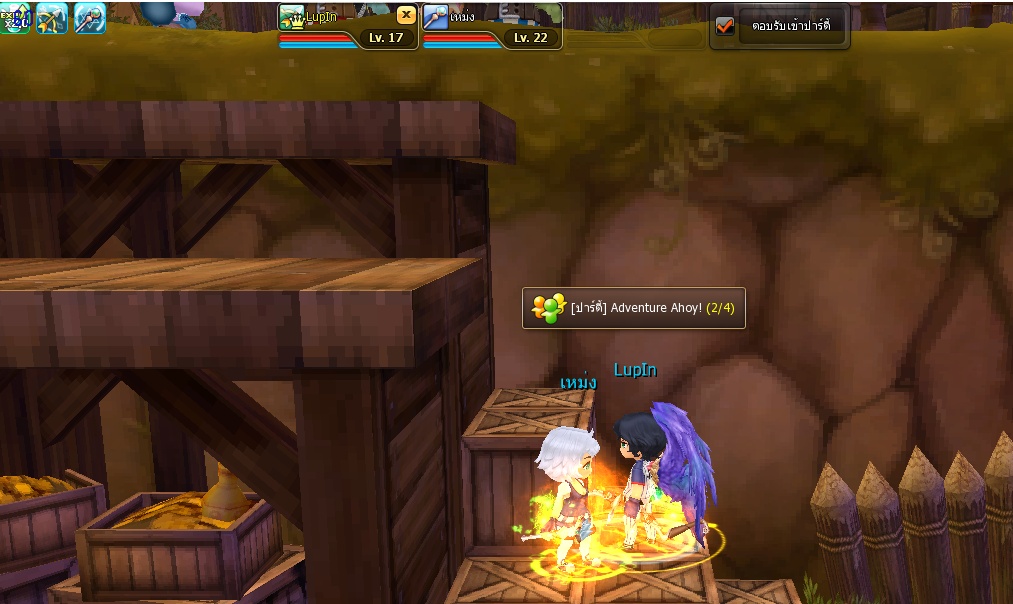 LupIn
Lv. 17
เหม่ง
Lv. 22
ตอบรับเข้าปาร์ตี้
[ปาร์ตี้] Adventure Ahoy! (2/4)
LupIn
เหม่ง